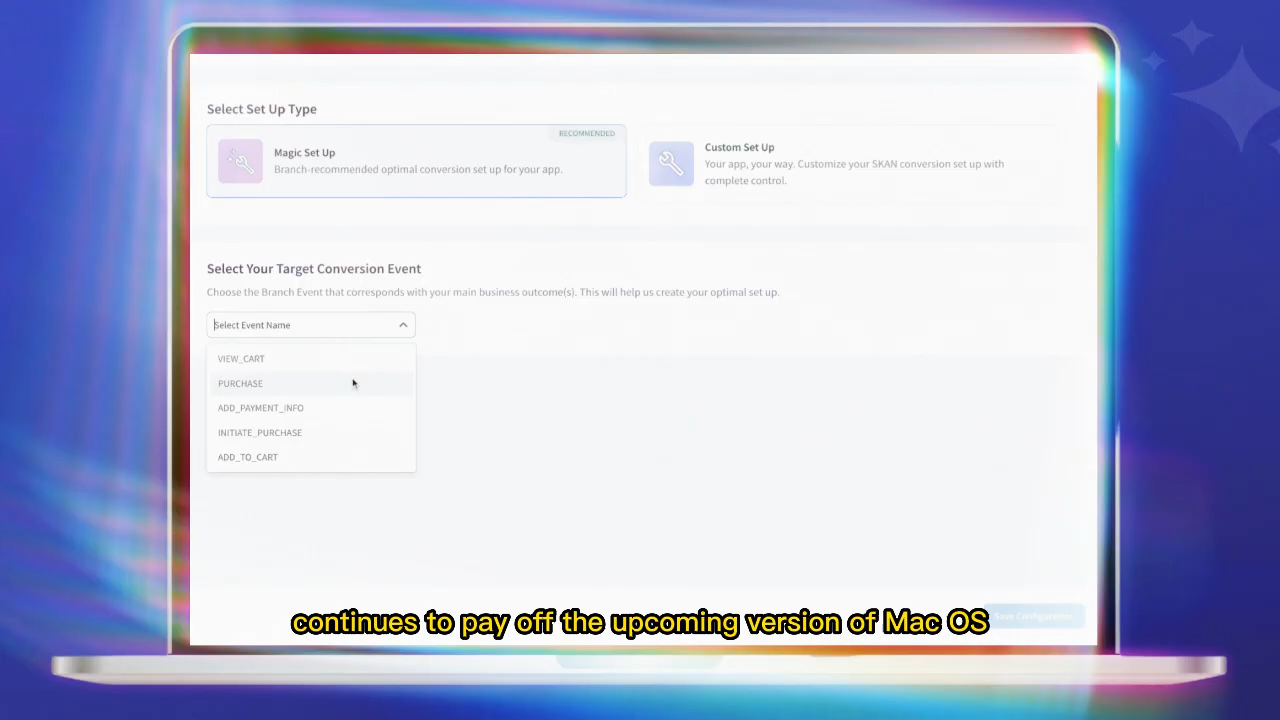 Select Set Up Type
RECOMMENDED
Magic Set Up
Branch-recommended optimal conversion set up for your app.
Custom Set Up
Your app, your way. Customize your SKAN conversion set up with
complete control.
Select Your Target Conversion Event
Choose the Branch Event that corresponds with your main business outcome(s). This will help us create your optimal set up.
Select Event Name
VIEW_CART
PURCHASE
ADD_PAYMENT_INFO
INITIATE_PURCHASE
ADD_TO_CART
Save Configuration
continues to pay off the upcoming version of Mac OS